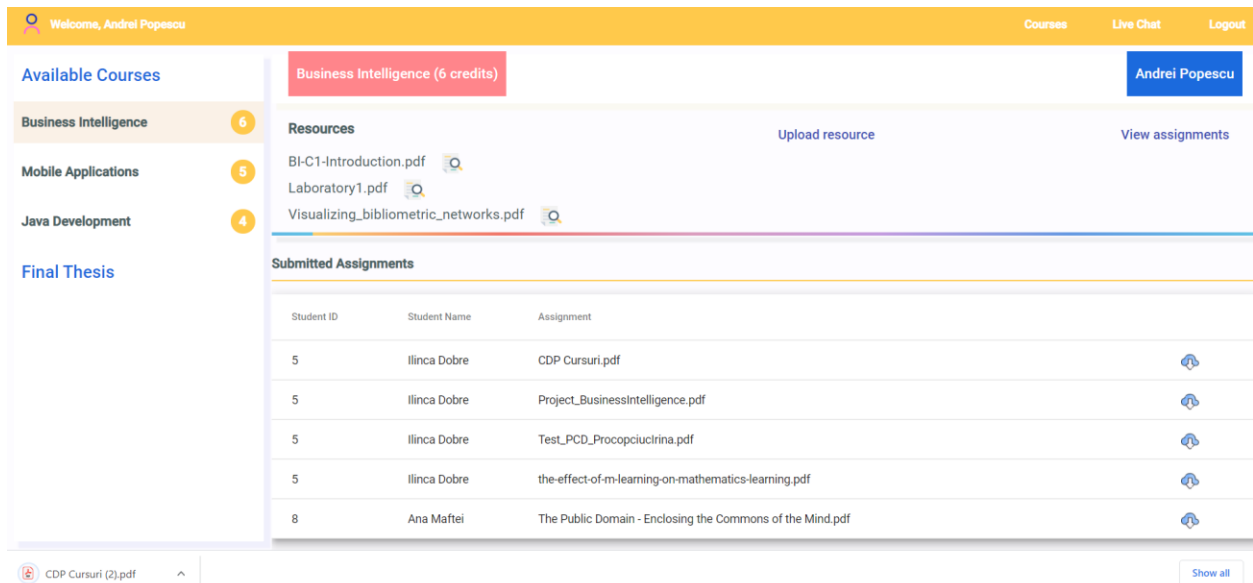 Welcome, Andrei Popescu Courses Live Chat Logout
Available Courses
Business Intelligence 6
Mobile Applications 5
Java Development 4
Final Thesis
Business Intelligence (6 credits) Andrei Popescu
Resources Upload resource View assignments
BI-C1-Introduction.pdf
Laboratory1.pdf
Visualizing_bibliometric_networks.pdf
Submitted Assignments
Student ID Student Name Assignment
5 Ilinca Dobre CDP Cursuri.pdf
5 Ilinca Dobre Project_BusinessIntelligence.pdf
5 Ilinca Dobre Test_PCD_ProcopciucIrina.pdf
5 Ilinca Dobre the-effect-of-m-learning-on-mathematics-learning.pdf
8 Ana Maftei The Public Domain - Enclosing the Commons of the Mind.pdf
CDP Cursuri (2).pdf Show all